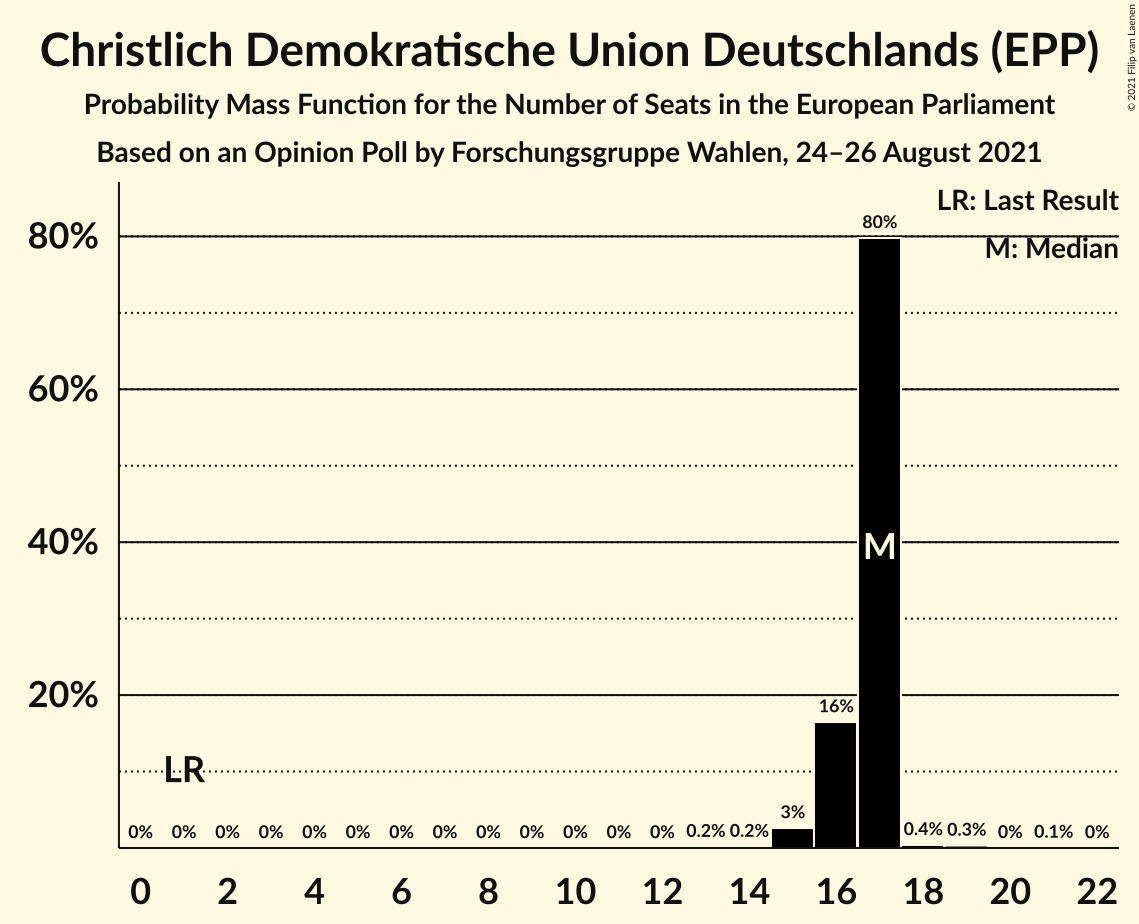 Christlich Demokratische Union Deutschlands (EPP)
Probability Mass Function for the Number of Seats in the European Parliament
Based on an Opinion Poll by Forschungsgruppe Wahlen, 24–26 August 2021
© 2021 Filip van Laenen
LR: Last Result
M: Median
80%
60%
40%
20%
80%
M
16%
LR
3%
0% 0% 0% 0% 0% 0% 0% 0% 0% 0% 0% 0% 0% 0.2% 0.2% 0.4% 0.3% 0% 0.1% 0%
0 2 4 6 8 10 12 14 16 18 20 22